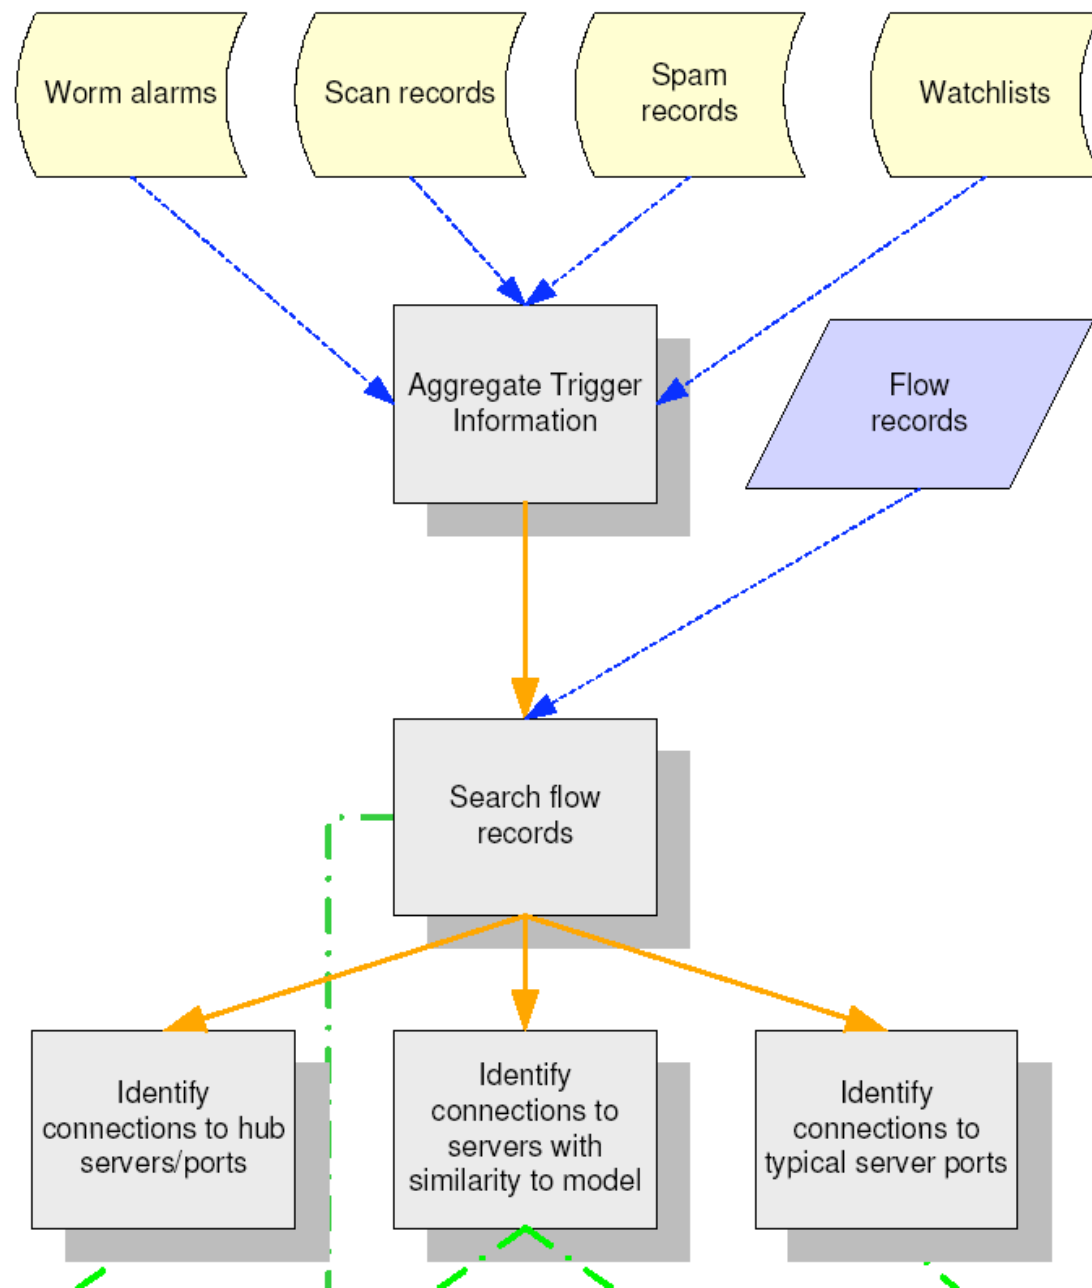 Worm alarms
Scan records
Spam
records
Watchlists
Aggregate Trigger
Information
Flow
records
Search flow
records
Identify
connections to hub
servers/ports
Identify
connections to
servers with
similarity to model
Identify
connections to
typical server ports